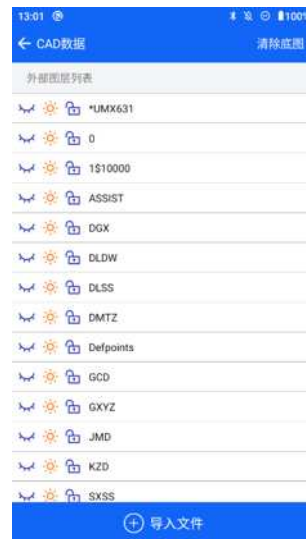 13:01 100%
CAD数据 清除底图
外部图层列表
*UMX631
0
1$10000
ASSIST
DGX
DLDW
DLSS
DMTZ
Defpoints
GCD
GXYZ
JMD
KZD
SXSS
导入文件